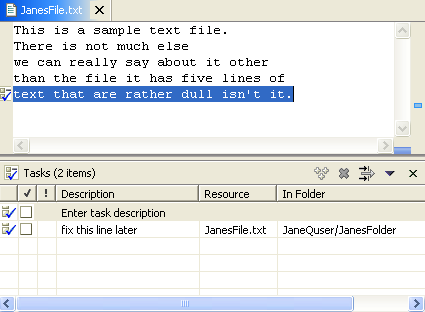 JanesFile.txt
This is a sample text file.
There is not much else
we can really say about it other
than the file it has five lines of
text that are rather dull isn't it.
Tasks (2 items)
✓ ! Description Resource In Folder
Enter task description
fix this line later JanesFile.txt JaneQuser/JanesFolder